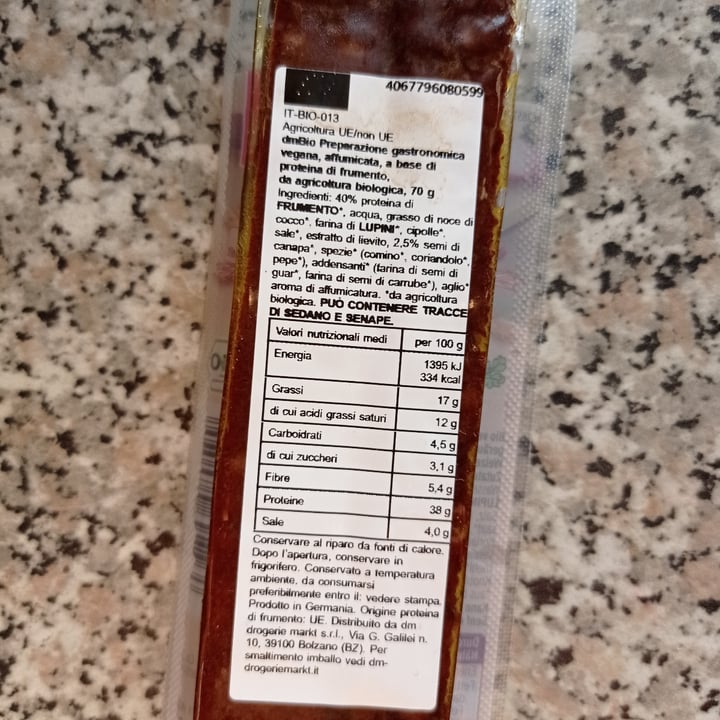 4067796080599
IT-BIO-013
Agricoltura UE/non UE
dmBio Preparazione gastronomica
vegana, affumicata, a base di
proteina di frumento,
da agricoltura biologica, 70 g
Ingredienti: 40% proteina di
FRUMENTO*, acqua, grasso di noce di
cocco*, farina di LUPINI*, cipolle*,
sale*, estratto di lievito, 2,5% semi di
canapa*, spezie* (comino*, coriandolo*,
pepe*), addensanti* (farina di semi di
guar*, farina di semi di carrube*), aglio*
aroma di affumicatura. *da agricoltura
biologica. PUÒ CONTENERE TRACCE
DI SEDANO E SENAPE.
Valori nutrizionali medi per 100 g
Energia 1395 kJ
334 kcal
Grassi 17 g
di cui acidi grassi saturi 12 g
Carboidrati 4,5 g
di cui zuccheri 3,1 g
Fibre 5,4 g
Proteine 38 g
Sale 4,0 g
Conservare al riparo da fonti di calore.
Dopo l'apertura, conservare in
frigorifero. Conservato a temperatura
ambiente, da consumarsi
preferibilmente entro il: vedere stampa.
Prodotto in Germania. Origine proteina
di frumento: UE. Distribuito da dm
drogerie markt s.r.l., Via G. Galilei n.
10, 39100 Bolzano (BZ). Per
smaltimento imballo vedi dm-
drogeriemarkt.it